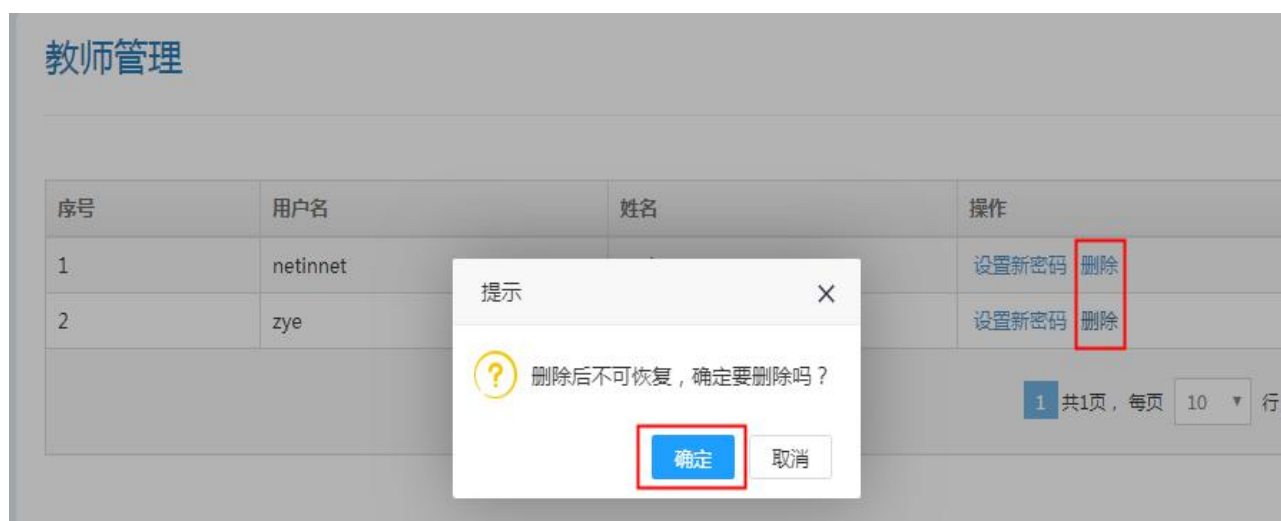 教师管理
序号 用户名 姓名 操作
1 netinnet 设置新密码 删除
2 zye 设置新密码 删除
提示
删除后不可恢复，确定要删除吗？
确定 取消
1 共1页，每页 10 行